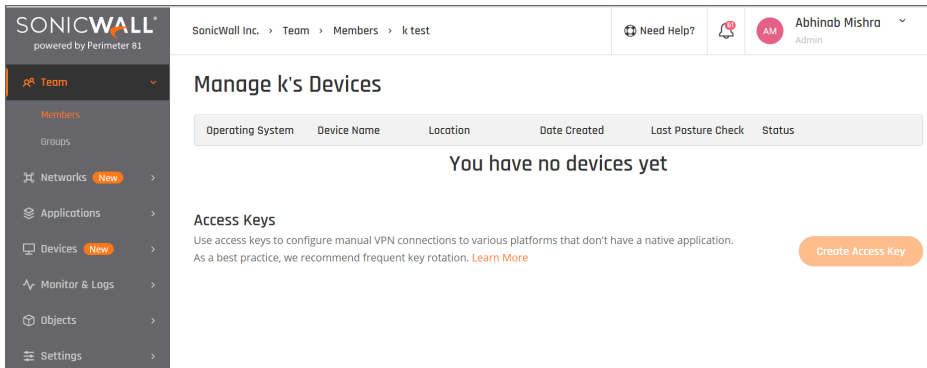 SONICWALL
powered by Perimeter 81
SonicWall Inc. > Team > Members > k test
Need Help?
61
AM
Abhinab Mishra
Admin
Team
Members
Groups
Networks New
Applications
Devices New
Monitor & Logs
Objects
Settings
Manage k's Devices
Operating System Device Name Location Date Created Last Posture Check Status
You have no devices yet
Access Keys
Use access keys to configure manual VPN connections to various platforms that don't have a native application.
As a best practice, we recommend frequent key rotation. Learn More
Create Access Key